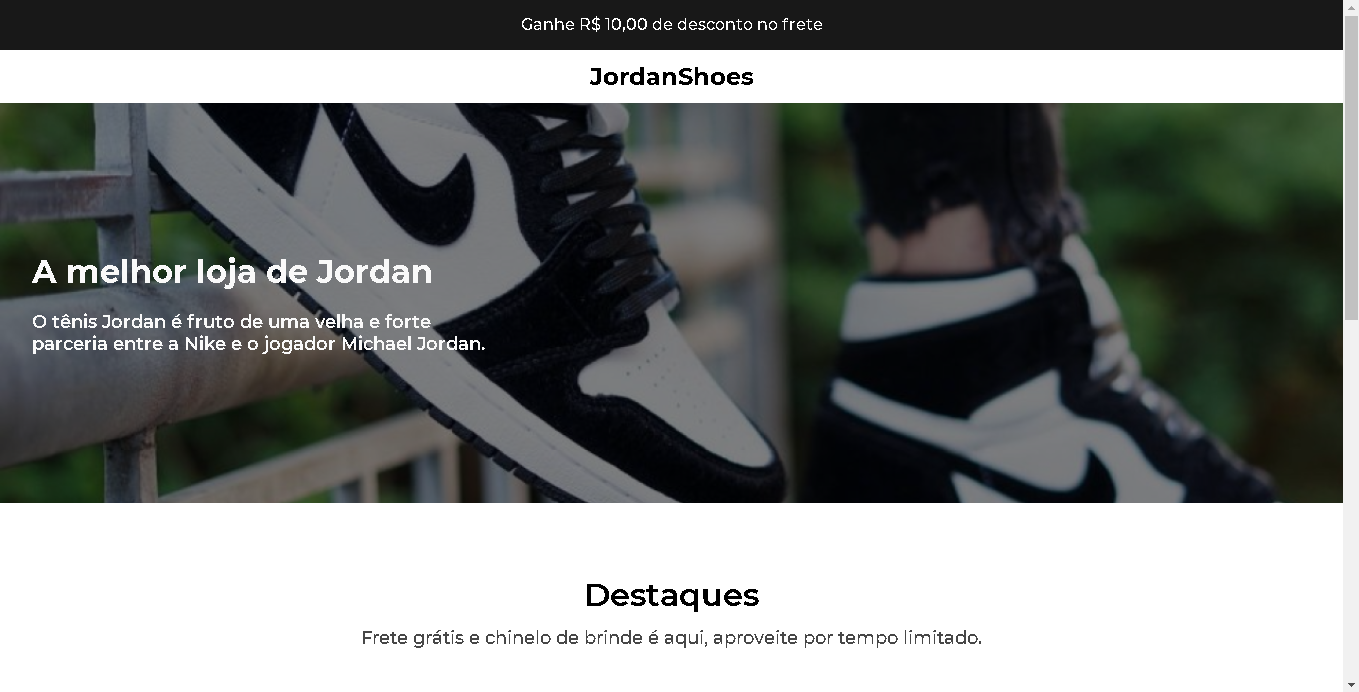 Ganhe R$ 10,00 de desconto no frete
JordanShoes
A melhor loja de Jordan
O tênis Jordan é fruto de uma velha e forte
parceria entre a Nike e o jogador Michael Jordan.
Destaques
Frete grátis e chinelo de brinde é aqui, aproveite por tempo limitado.